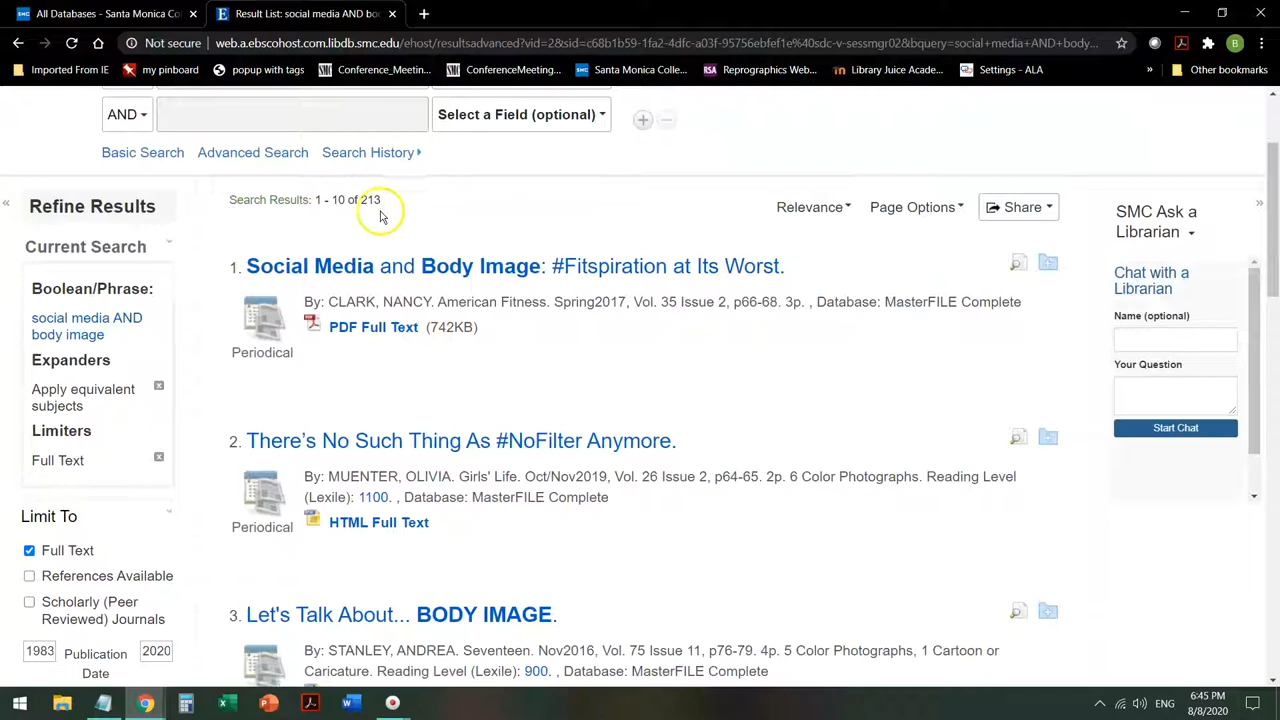 All Databases - Santa Monica Co
Result List: social media AND bo
Not secure web.a.ebscohost.com.libdb.smc.edu/ehost/resultsadvanced?vid=2&sid=c68b1b59-1fa2-4dfc-a03f-95756ebfef1e%40sdc-v-sessmgr02&bquery=social+media+AND+body...
B
Imported From IE
my pinboard
popup with tags
Conference_Meetin...
ConferenceMeeting...
Santa Monica Colle...
Reprographics Web...
Library Juice Acade...
Settings - ALA
»
Other bookmarks
AND
Select a Field (optional)
Basic Search
Advanced Search
Search History
«
Refine Results
Current Search
Boolean/Phrase:
social media AND
body image
Expanders
Apply equivalent
subjects
Limiters
Full Text
Limit To
Full Text
References Available
Scholarly (Peer
Reviewed) Journals
1983
Publication
Date
2020
Search Results: 1 - 10 of 213
Relevance
Page Options
Share
1. Social Media and Body Image: #Fitspiration at Its Worst.
By: CLARK, NANCY. American Fitness. Spring2017, Vol. 35 Issue 2, p66-68. 3p. , Database: MasterFILE Complete
PDF Full Text (742KB)
Periodical
2. There's No Such Thing As #NoFilter Anymore.
By: MUENTER, OLIVIA. Girls' Life. Oct/Nov2019, Vol. 26 Issue 2, p64-65. 2p. 6 Color Photographs. Reading Level
(Lexile): 1100. , Database: MasterFILE Complete
HTML Full Text
Periodical
3. Let's Talk About... BODY IMAGE.
By: STANLEY, ANDREA. Seventeen. Nov2016, Vol. 75 Issue 11, p76-79. 4p. 5 Color Photographs, 1 Cartoon or
Caricature. Reading Level (Lexile): 900. , Database: MasterFILE Complete
»
SMC Ask a
Librarian
Chat with a
Librarian
Name (optional)
Your Question
Start Chat
ENG
6:45 PM
8/8/2020